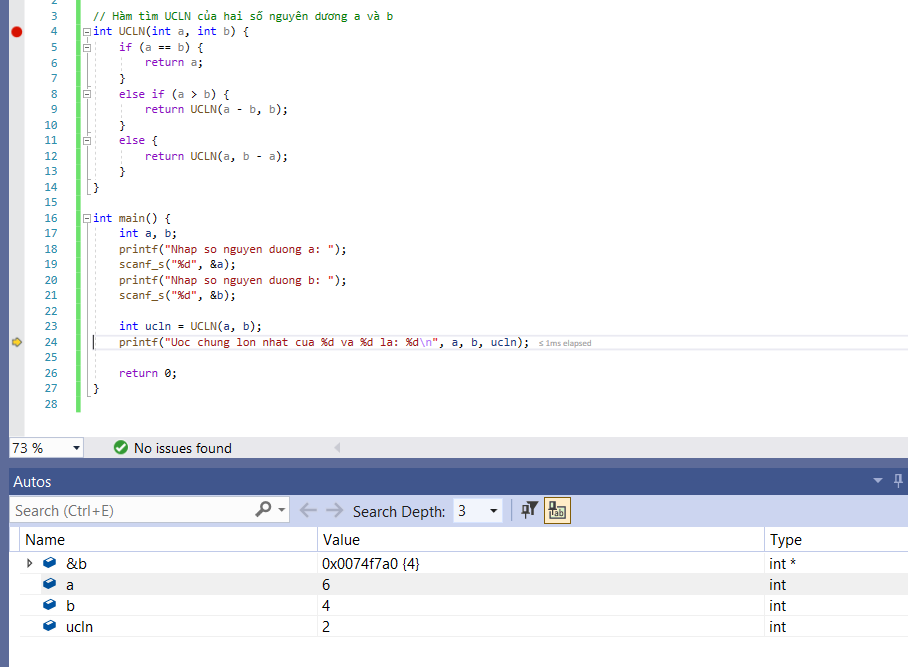 2
3 // Hàm tìm UCLN của hai số nguyên dương a và b
4 int UCLN(int a, int b) {
5 if (a == b) {
6 return a;
7 }
8 else if (a > b) {
9 return UCLN(a - b, b);
10 }
11 else {
12 return UCLN(a, b - a);
13 }
14 }
15
16 int main() {
17 int a, b;
18 printf("Nhap so nguyen duong a: ");
19 scanf_s("%d", &a);
20 printf("Nhap so nguyen duong b: ");
21 scanf_s("%d", &b);
22
23 int ucln = UCLN(a, b);
24 printf("Uoc chung lon nhat cua %d va %d la: %d\n", a, b, ucln); ≤ 1ms elapsed
25
26 return 0;
27 }
28
73 % No issues found
Autos
Search (Ctrl+E) Search Depth: 3
Name Value Type
&b 0x0074f7a0 {4} int *
a 6 int
b 4 int
ucln 2 int